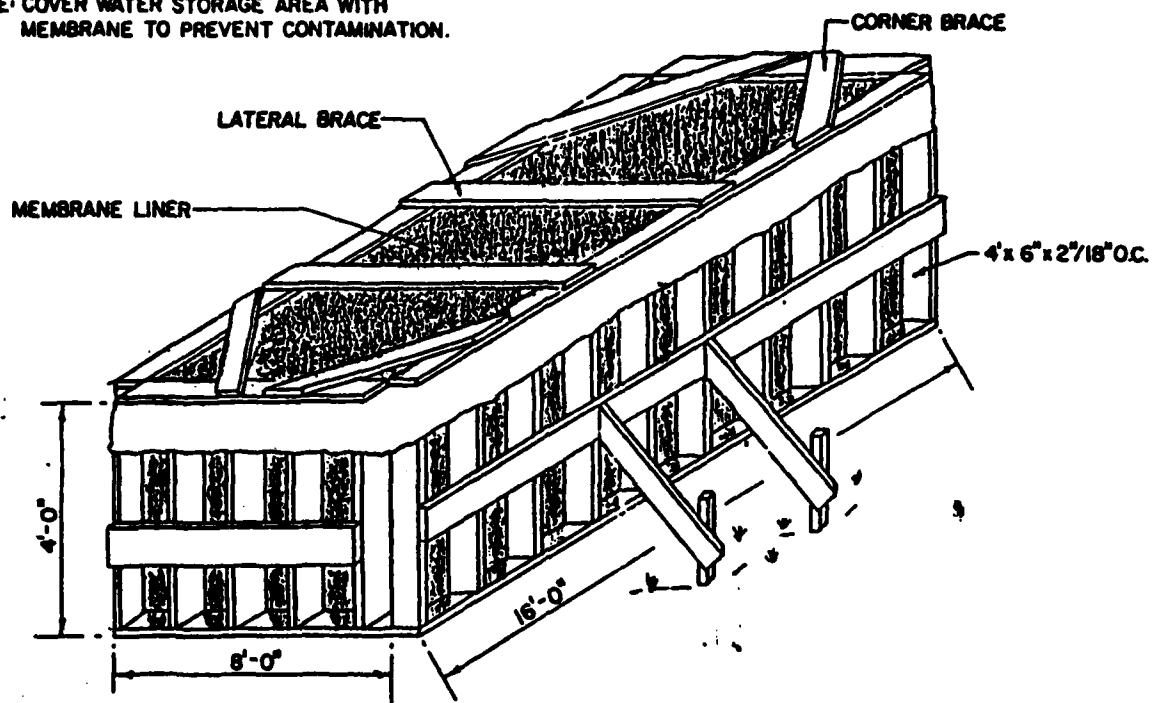 COVER WATER STORAGE AREA WITH
MEMBRANE TO PREVENT CONTAMINATION.
CORNER BRACE
LATERAL BRACE
MEMBRANE LINER
4'x 6"x 2"/18" O.C.
4'-0"
16'-0"
8'-0"